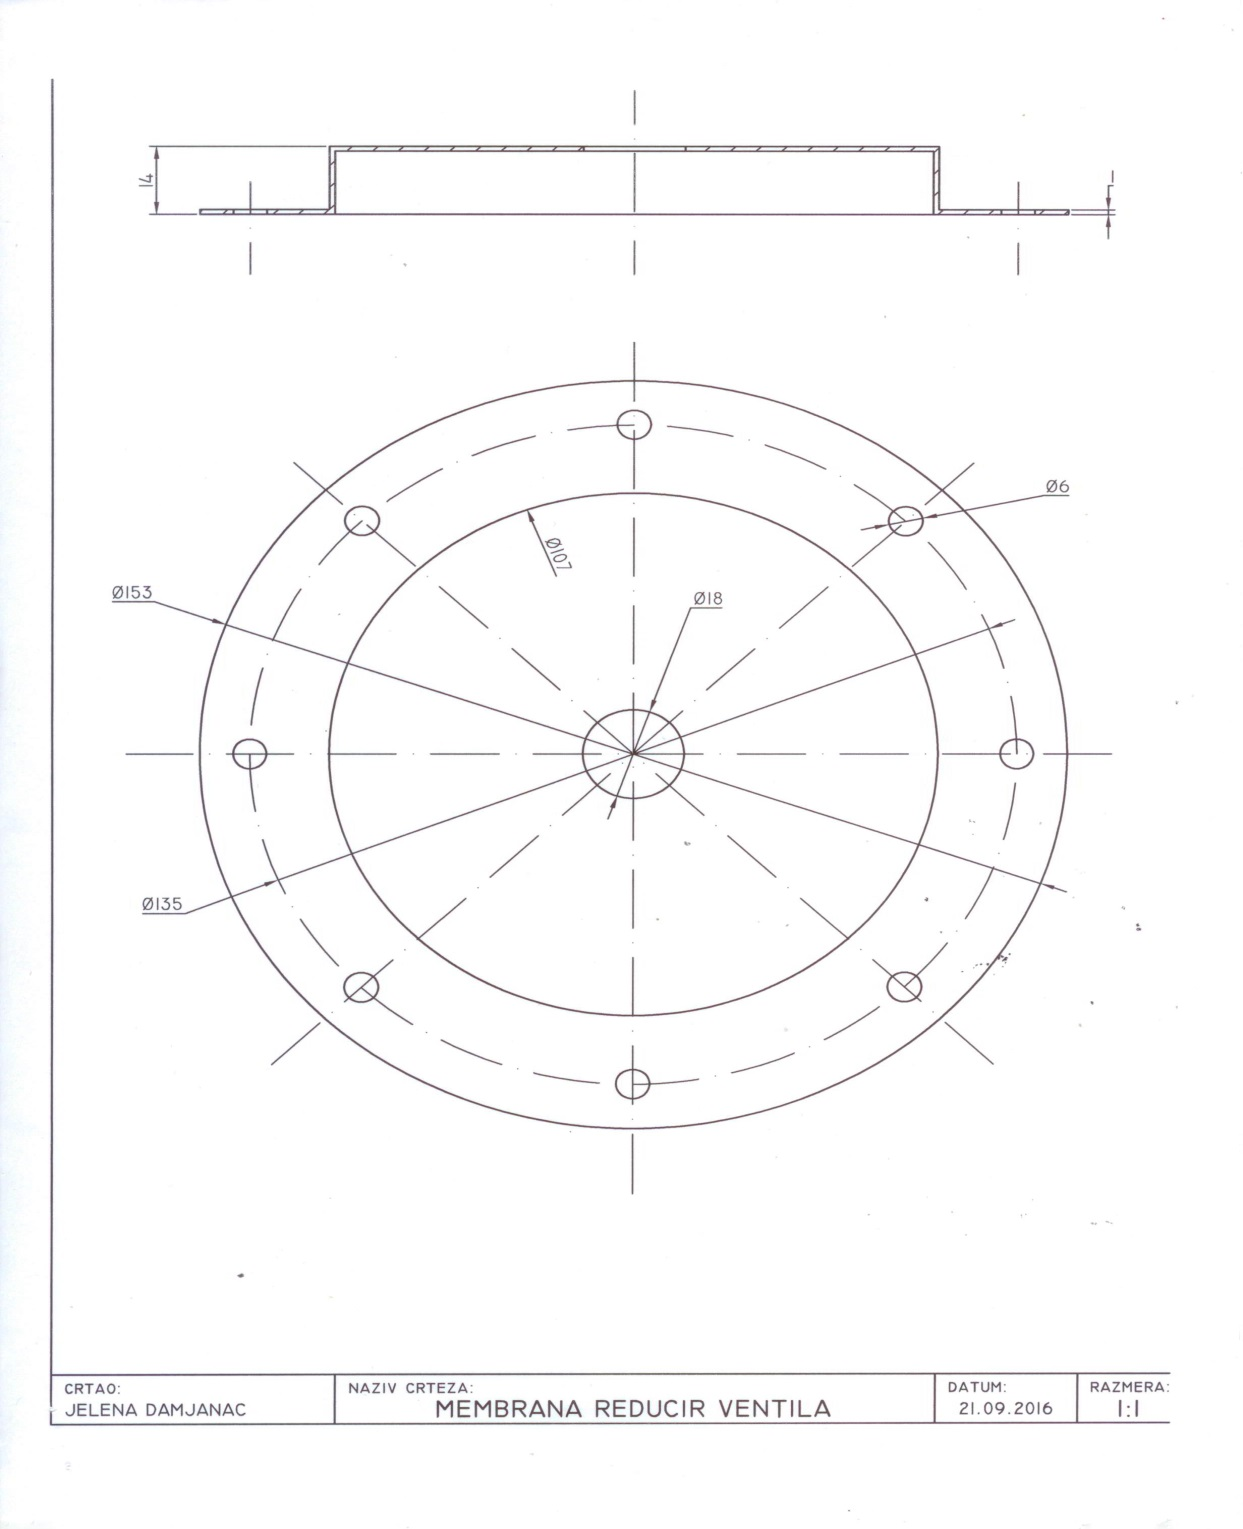 14
1
Ø6
Ø107
Ø153
Ø18
Ø135
CRTAO:
JELENA DAMJANAC
NAZIV CRTEZA:
MEMBRANA REDUCIR VENTILA
DATUM:
21.09.2016
RAZMERA:
1:1